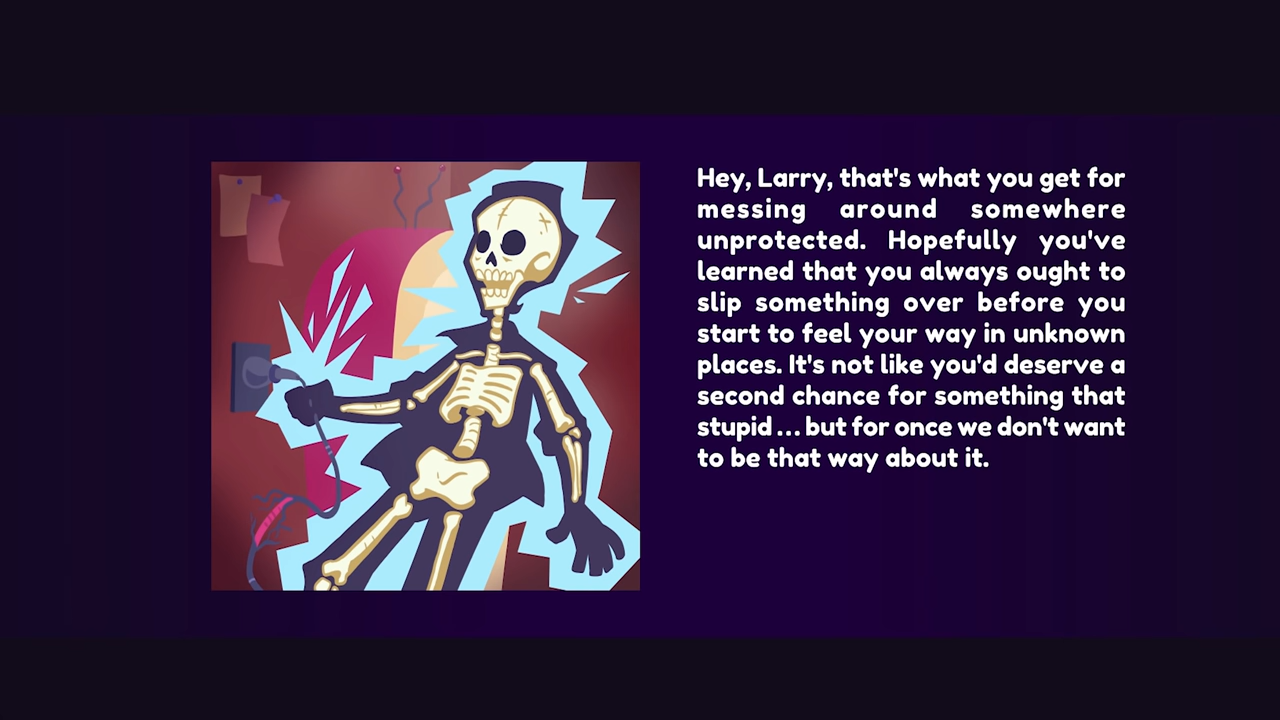 Hey, Larry, that's what you get for
messing around somewhere
unprotected. Hopefully you've
learned that you always ought to
slip something over before you
start to feel your way in unknown
places. It's not like you'd deserve a
second chance for something that
stupid ... but for once we don't want
to be that way about it.